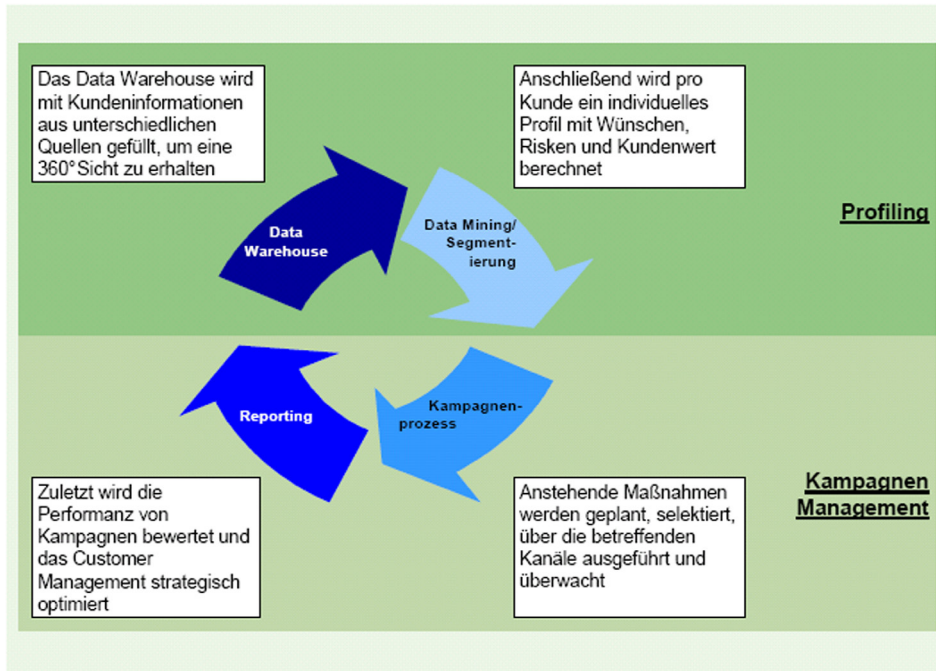 Das Data Warehouse wird
mit Kundeninformationen
aus unterschiedlichen
Quellen gefüllt, um eine
360° Sicht zu erhalten
Anschließend wird pro
Kunde ein individuelles
Profil mit Wünschen,
Risken und Kundenwert
berechnet
Profiling
Data
Warehouse
Data Mining/
Segment-
ierung
Reporting
Kampagnen-
prozess
Zuletzt wird die
Performanz von
Kampagnen bewertet und
das Customer
Management strategisch
optimiert
Anstehende Maßnahmen
werden geplant, selektiert,
über die betreffenden
Kanäle ausgeführt und
überwacht
Kampagnen
Management